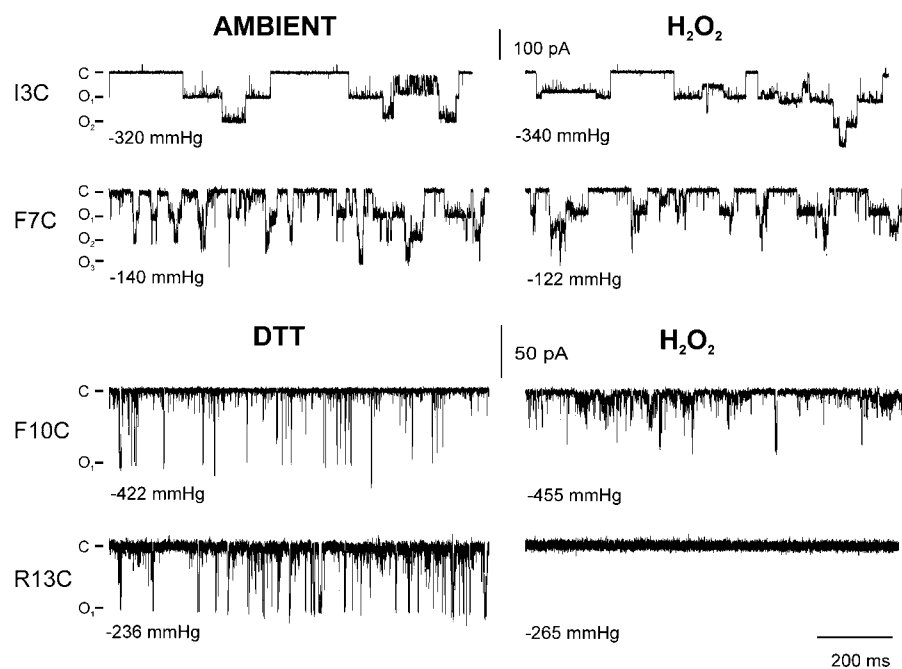 AMBIENT
H₂O₂
100 pA
I3C
C
O₁
O₂
-320 mmHg
-340 mmHg
F7C
C
O₁
O₂
O₃
-140 mmHg
-122 mmHg
DTT
H₂O₂
50 pA
F10C
C
O₁
-422 mmHg
-455 mmHg
R13C
C
O₁
-236 mmHg
-265 mmHg
200 ms